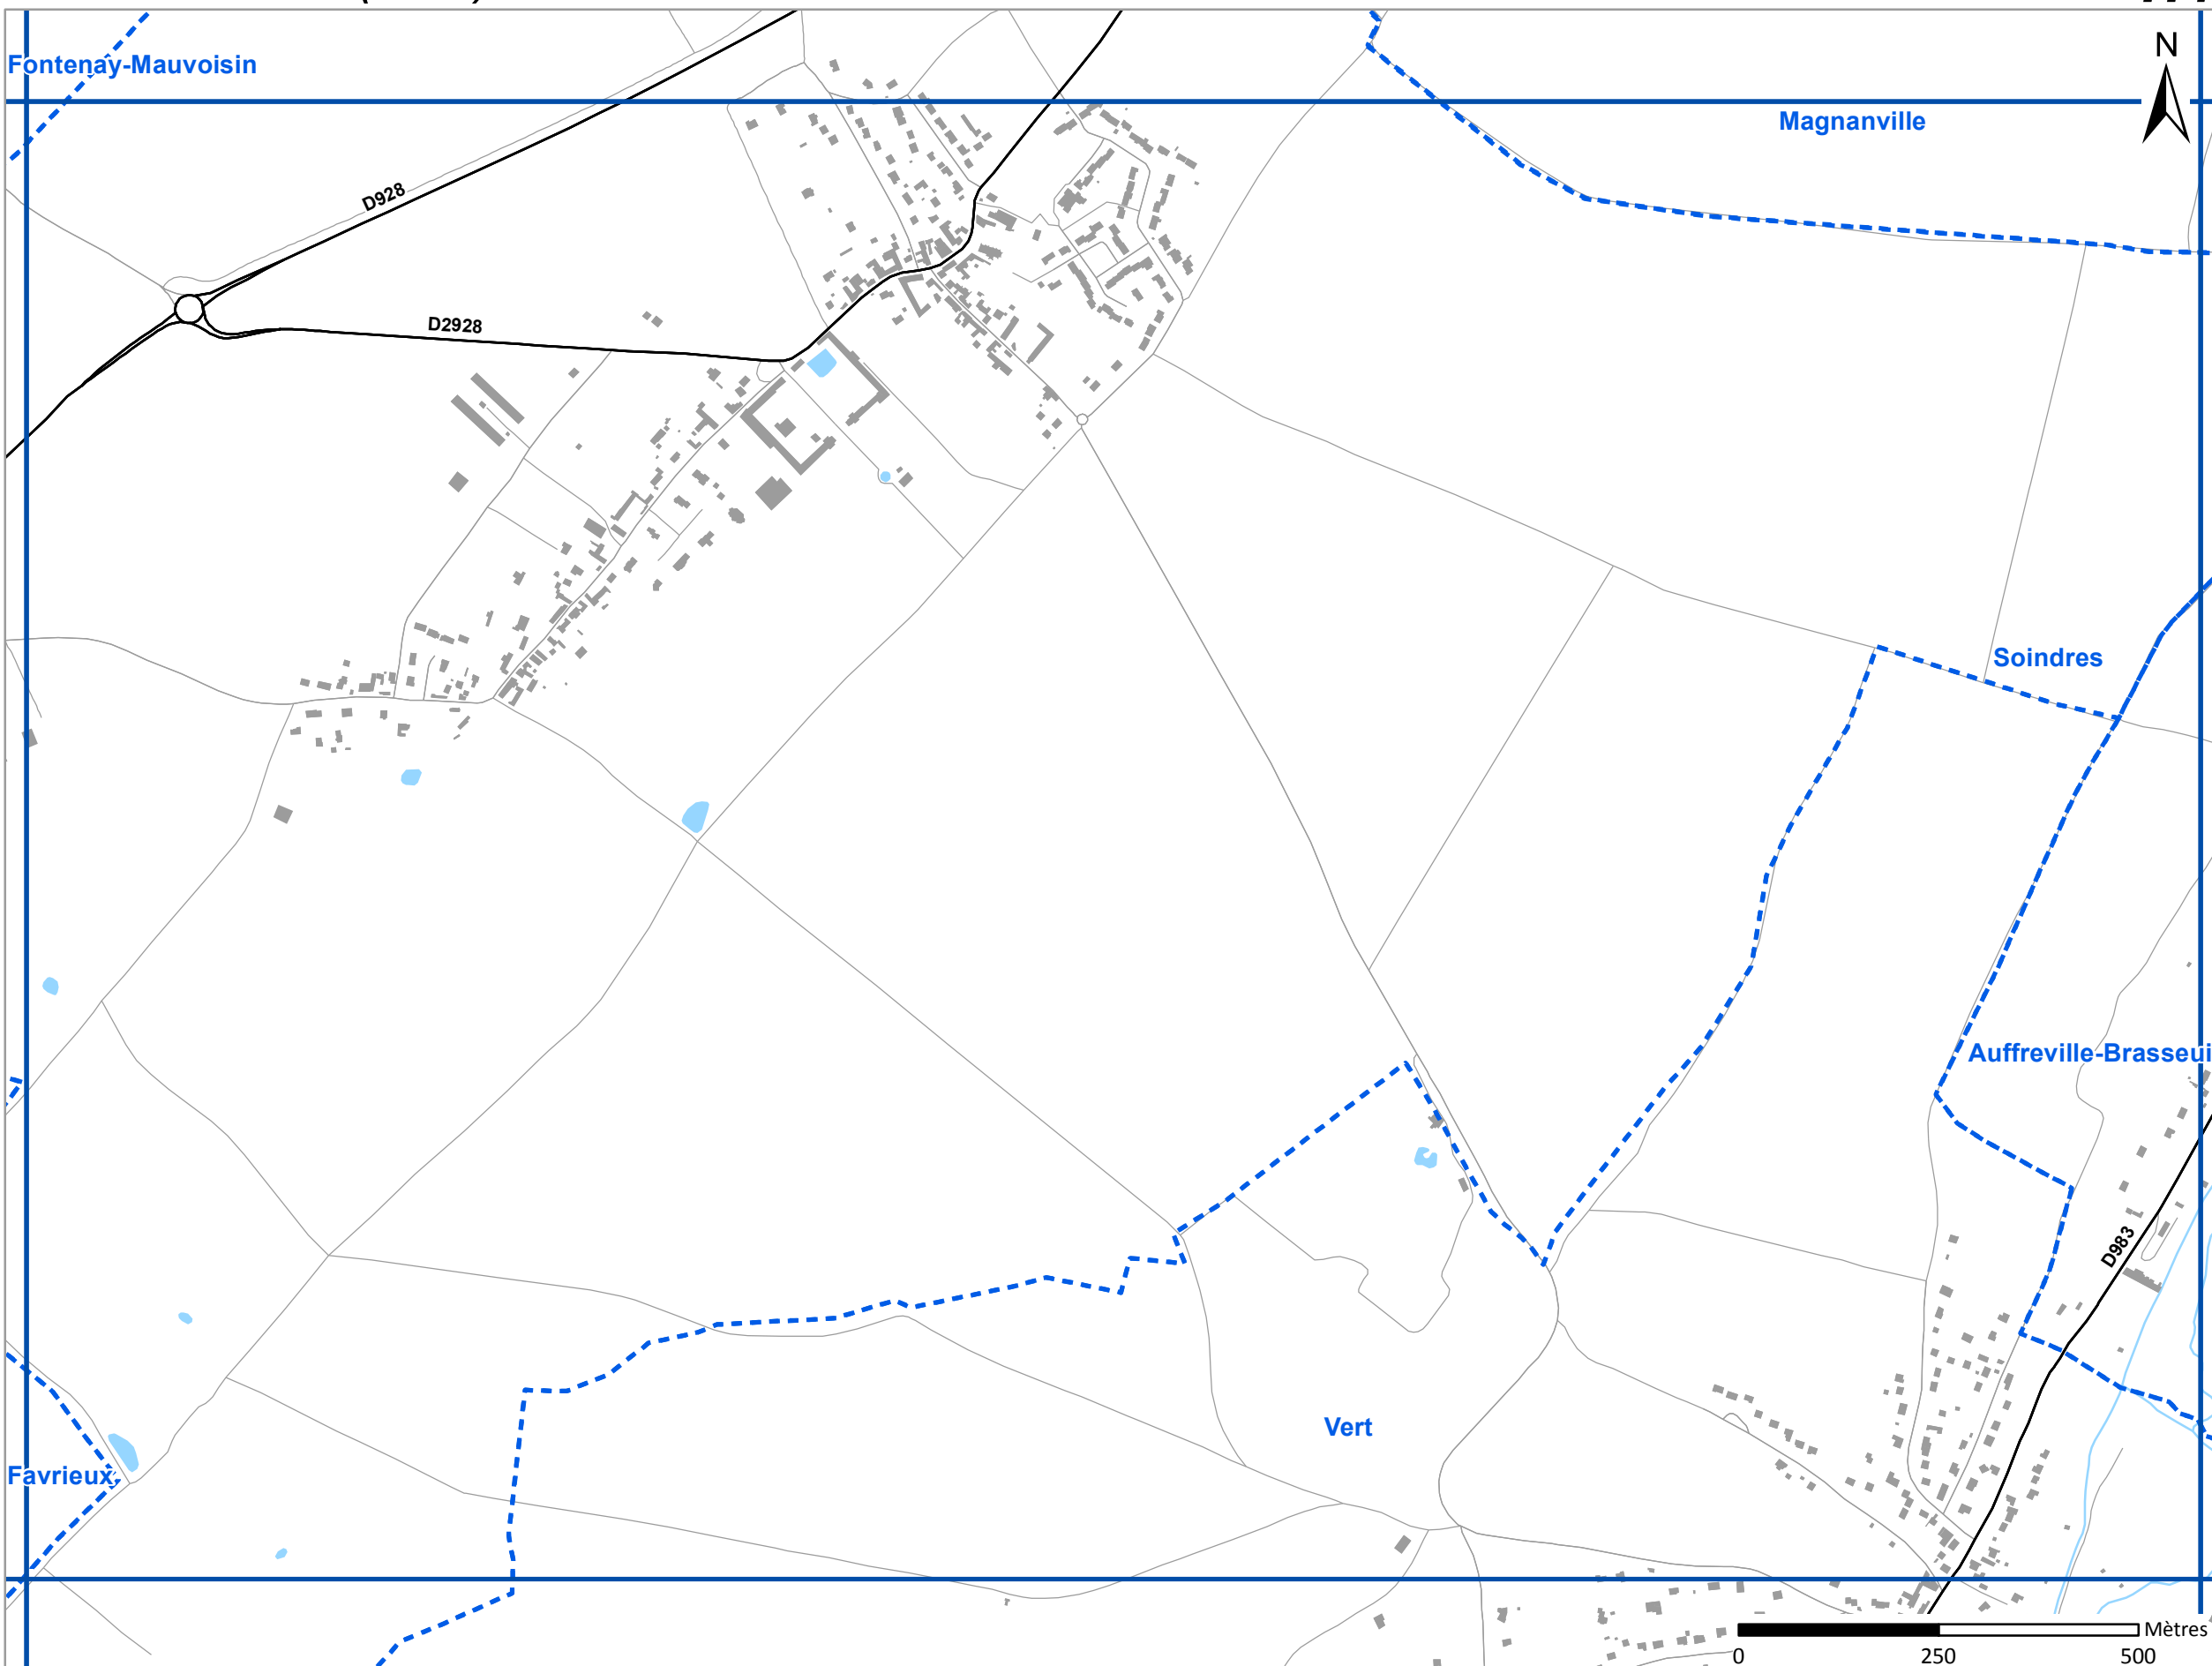 Fontenay-Mauvoisin
N
Magnanville
D928
D2928
Soindres
Auffreville-Brasseui
D983
Vert
Favrieux
Mètres
0 250 500